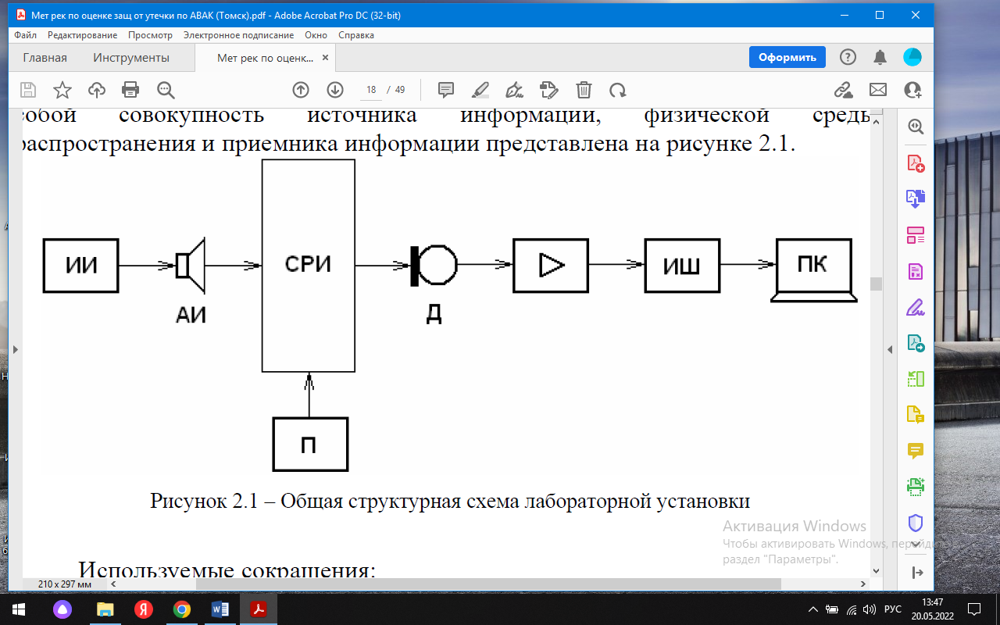 Мет рек по оценке защ от утечки по АВАК (Томск).pdf - Adobe Acrobat Pro DC (32-bit)
Файл Редактирование Просмотр Электронное подписание Окно Справка
Главная Инструменты Мет рек по оценк... × Оформить
18 / 49
собой совокупность источника информации, физической среды
распространения и приемника информации представлена на рисунке 2.1.
ИИ
АИ
СРИ
Д
ИШ
ПК
П
Рисунок 2.1 – Общая структурная схема лабораторной установки
Используемые сокращения:
Активация Windows
Чтобы активировать Windows, перейдите
раздел "Параметры".
210 x 297 мм
РУС
13:47
20.05.2022